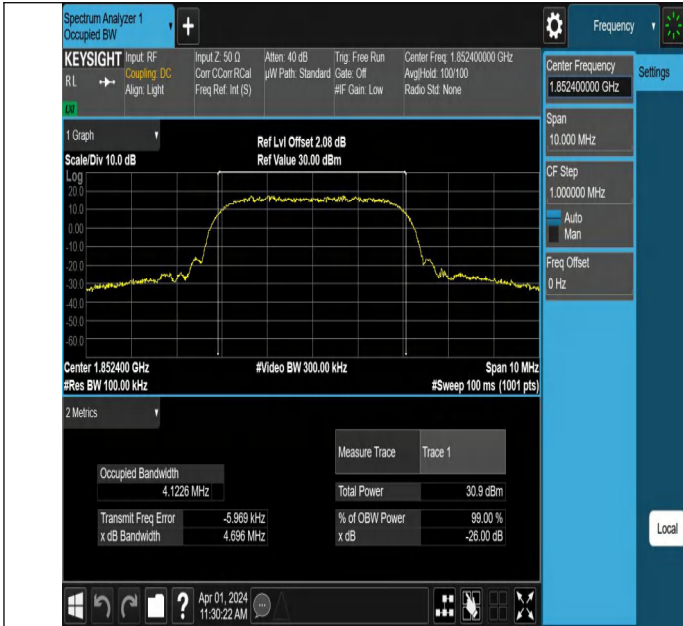 Spectrum Analyzer 1
Occupied BW
+
Frequency
KEYSIGHT
RL
Input: RF
Coupling: DC
Align: Light
Input Z: 50 Ω
Corr CCorr RCal
Freq Ref: Int (S)
Atten: 40 dB
µW Path: Standard
Trig: Free Run
Gate: Off
#IF Gain: Low
Center Freq: 1.852400000 GHz
Avg|Hold: 100/100
Radio Std: None
Center Frequency
1.852400000 GHz
Settings
Span
10.000 MHz
CF Step
1.000000 MHz
Auto
Man
Freq Offset
0 Hz
Local
1 Graph
Scale/Div 10.0 dB
Ref Lvl Offset 2.08 dB
Ref Value 30.00 dBm
Log
20.0
10.0
0.00
-10.0
-20.0
-30.0
-40.0
-50.0
-60.0
Center 1.852400 GHz
#Video BW 300.00 kHz
Span 10 MHz
#Res BW 100.00 kHz
#Sweep 100 ms (1001 pts)
2 Metrics
Measure Trace
Trace 1
Occupied Bandwidth
4.1226 MHz
Total Power
30.9 dBm
Transmit Freq Error
-5.969 kHz
% of OBW Power
99.00 %
x dB Bandwidth
4.696 MHz
x dB
-26.00 dB
?
Apr 01, 2024
11:30:22 AM